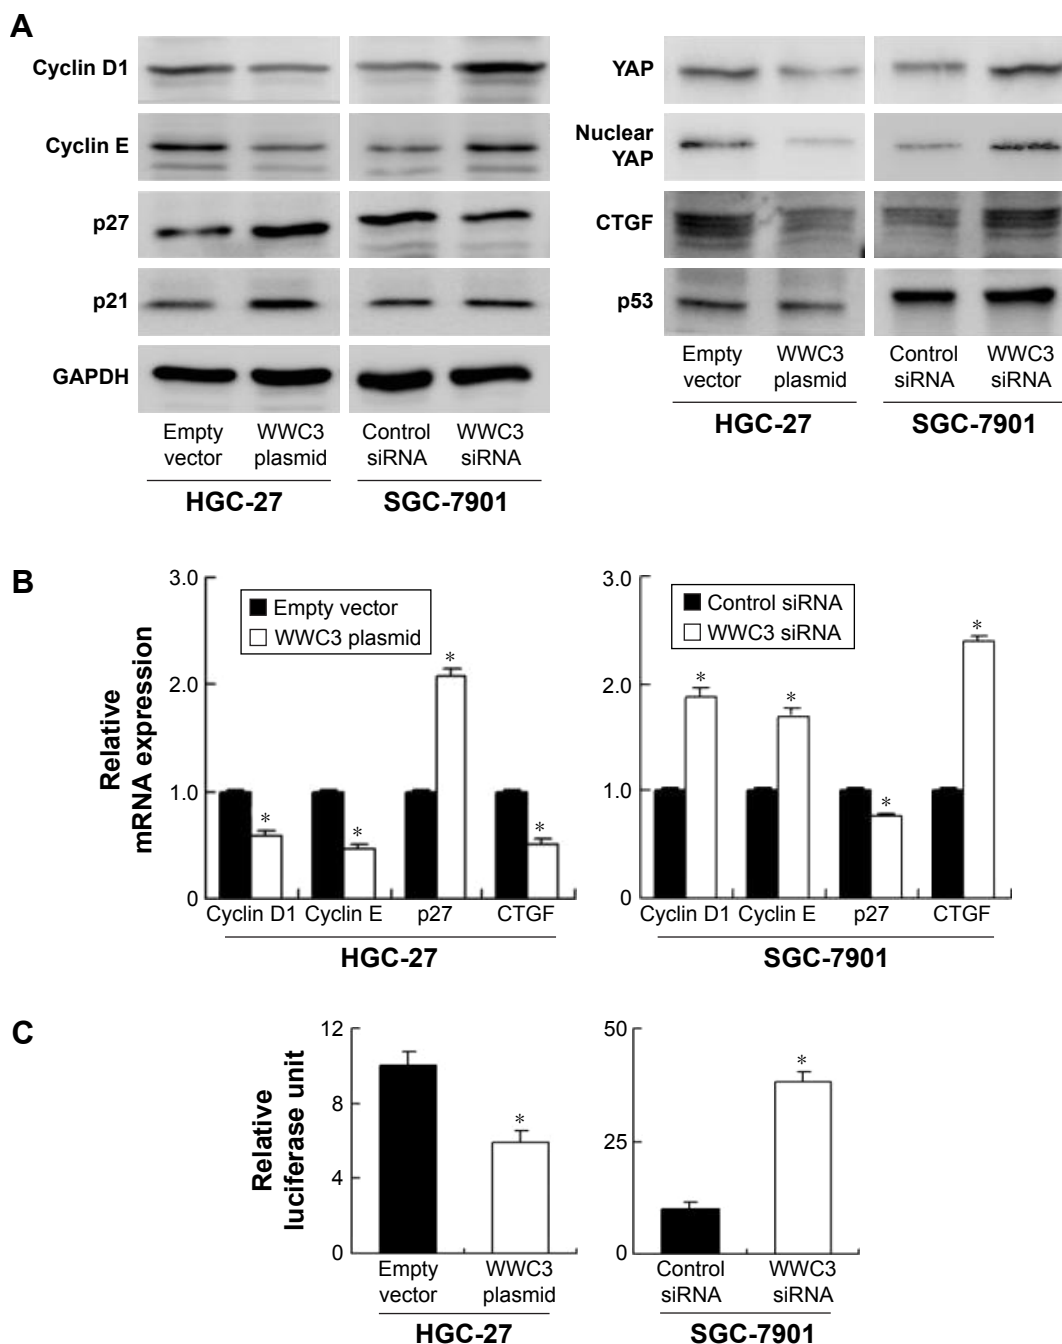 A
Cyclin D1
Cyclin E
p27
p21
GAPDH
Empty vector
WWC3 plasmid
Control siRNA
WWC3 siRNA
HGC-27
SGC-7901
YAP
Nuclear YAP
CTGF
p53
Empty vector
WWC3 plasmid
Control siRNA
WWC3 siRNA
HGC-27
SGC-7901
B
Relative mRNA expression
3.0
2.0
1.0
0
Empty vector
WWC3 plasmid
*
*
*
*
Cyclin D1
Cyclin E
p27
CTGF
HGC-27
3.0
2.0
1.0
0
Control siRNA
WWC3 siRNA
*
*
*
*
Cyclin D1
Cyclin E
p27
CTGF
SGC-7901
C
Relative luciferase unit
12
8
4
0
*
Empty vector
WWC3 plasmid
HGC-27
50
25
0
*
Control siRNA
WWC3 siRNA
SGC-7901